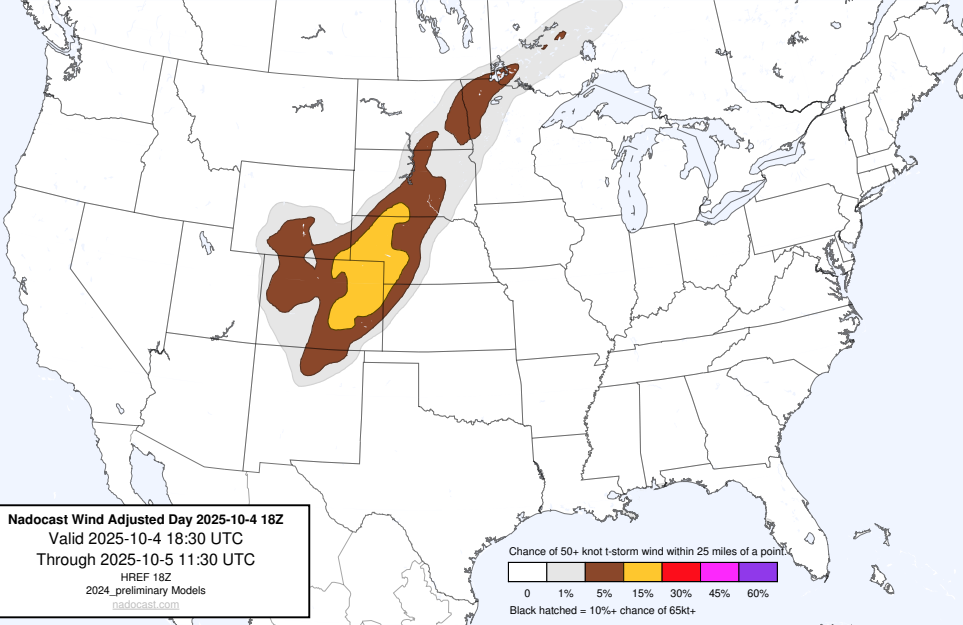 Nadocast Wind Adjusted Day 2025-10-4 18Z
Valid 2025-10-4 18:30 UTC
Through 2025-10-5 11:30 UTC
HREF 18Z
2024_preliminary Models
nadocast.com
Chance of 50+ knot t-storm wind within 25 miles of a point.
0 1% 5% 15% 30% 45% 60%
Black hatched = 10%+ chance of 65kt+